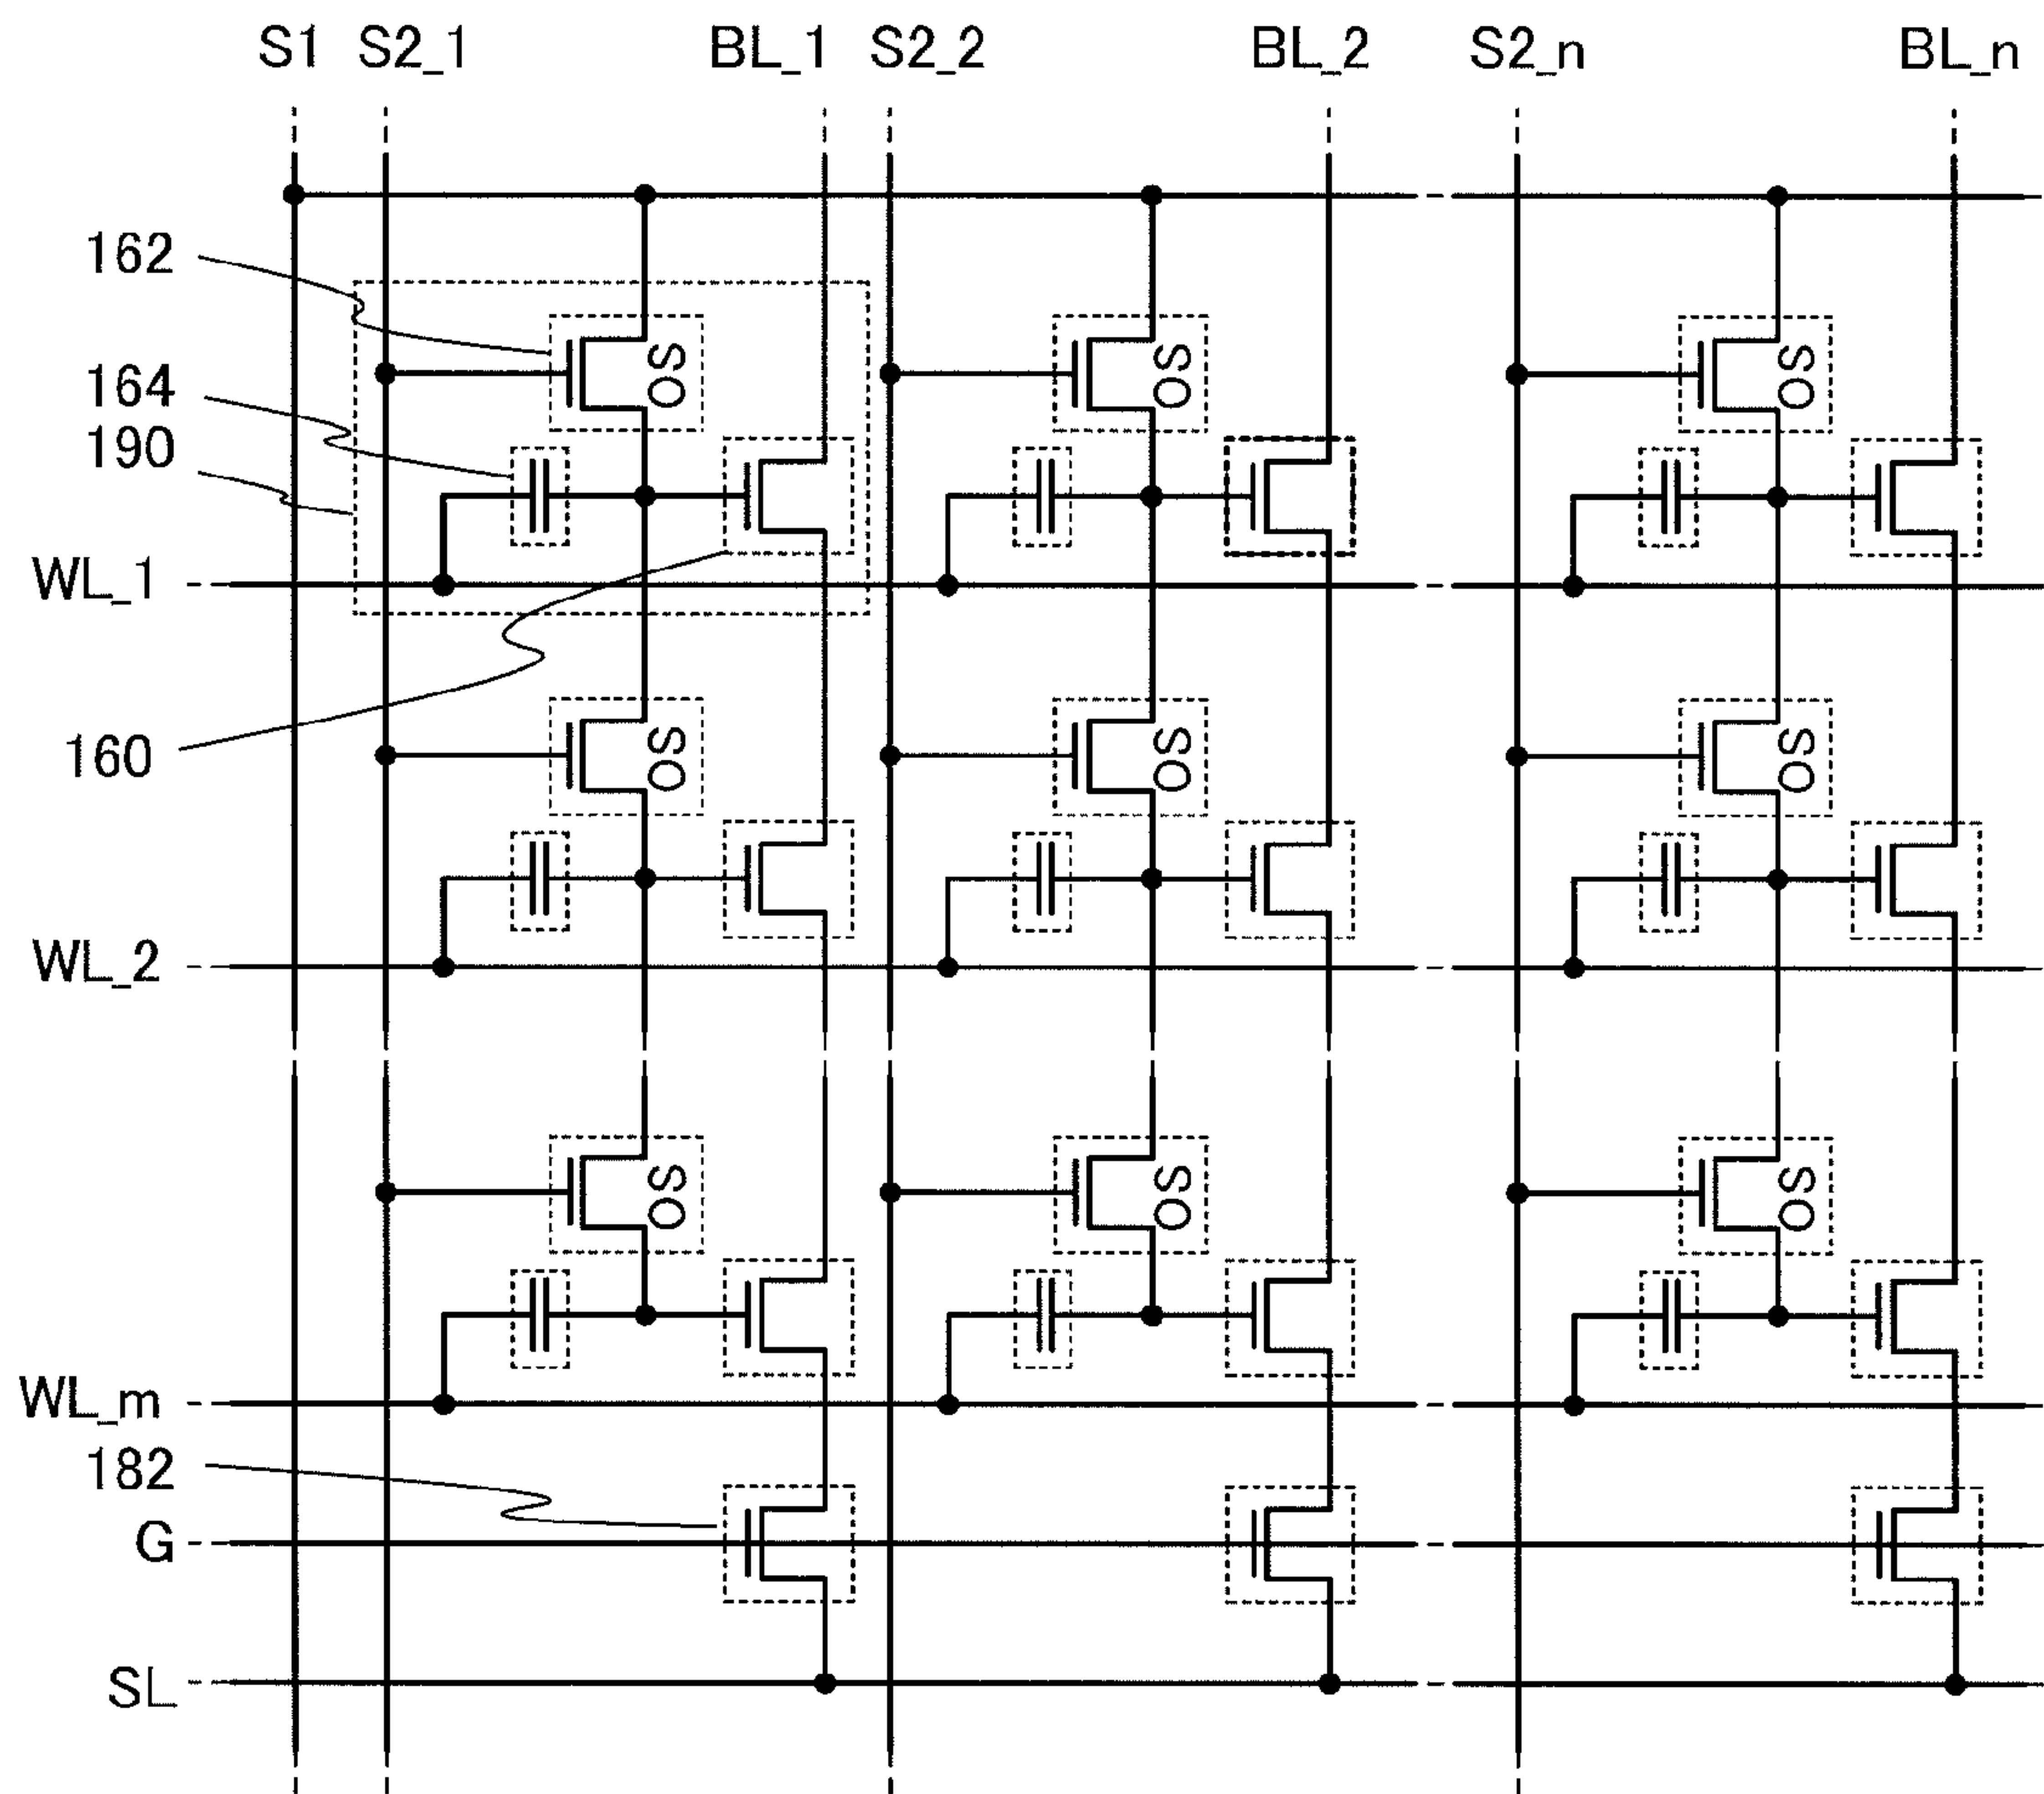 S1 S2_1 BL_1 S2_2 BL_2 S2_n BL_n
162
OS OS OS
164
190
WL_1
160
OS OS OS
WL_2
OS OS OS
WL_m
182
G
SL